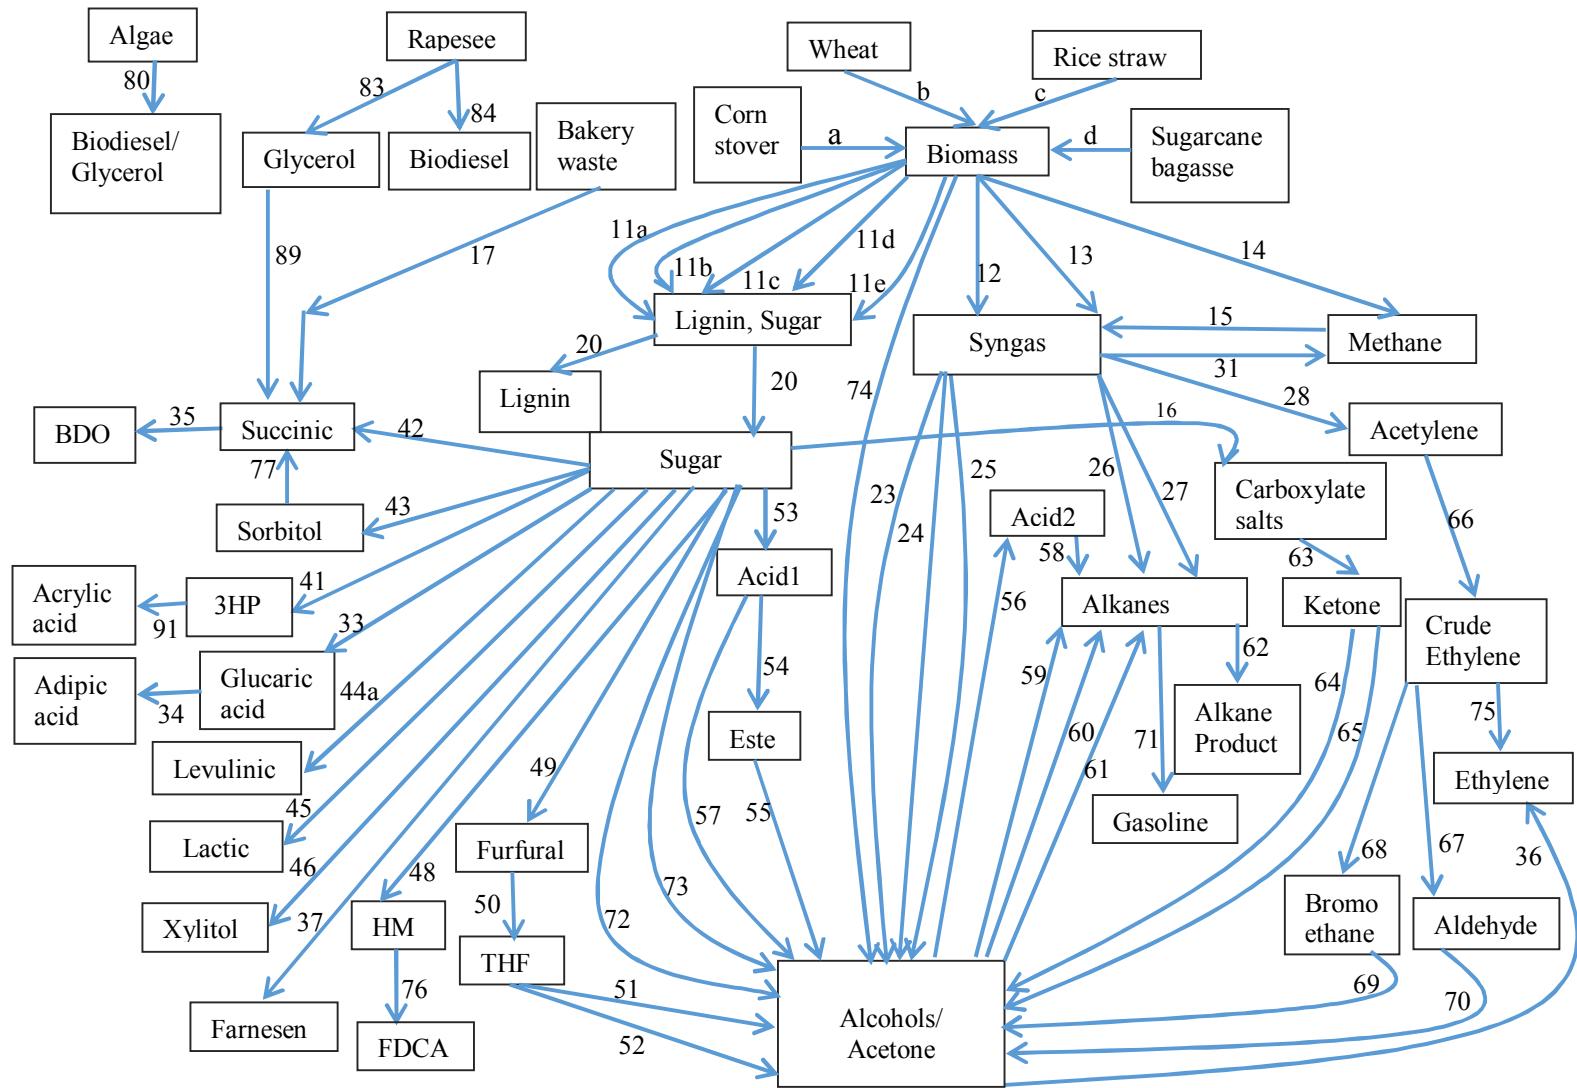 Algae
Rapesee
Wheat
Rice straw
80
83
84
b
c
Biodiesel/
Glycerol
Glycerol
Biodiesel
Bakery
waste
Corn
stover
a
Biomass
d
Sugarcane
bagasse
89
17
11a
11b
11c
11d
11e
12
13
14
Lignin, Sugar
Syngas
15
Methane
31
20
20
74
28
Lignin
16
Acetylene
BDO
35
Succinic
42
Sugar
77
43
Sorbitol
53
23
24
25
26
27
Acid2
Carboxylate
salts
66
58
63
Acrylic
acid
91
3HP
41
33
Acid1
56
Alkanes
Ketone
Crude
Ethylene
Adipic
acid
34
Glucaric
acid
44a
54
59
62
64
Levulinic
Este
60
71
Alkane
Product
65
75
49
61
Ethylene
45
57
55
Gasoline
Lactic
Furfural
68
67
36
46
48
50
73
72
Xylitol
37
HM
Bromo
ethane
Aldehyde
THF
76
51
69
70
Farnesen
FDCA
52
Alcohols/
Acetone